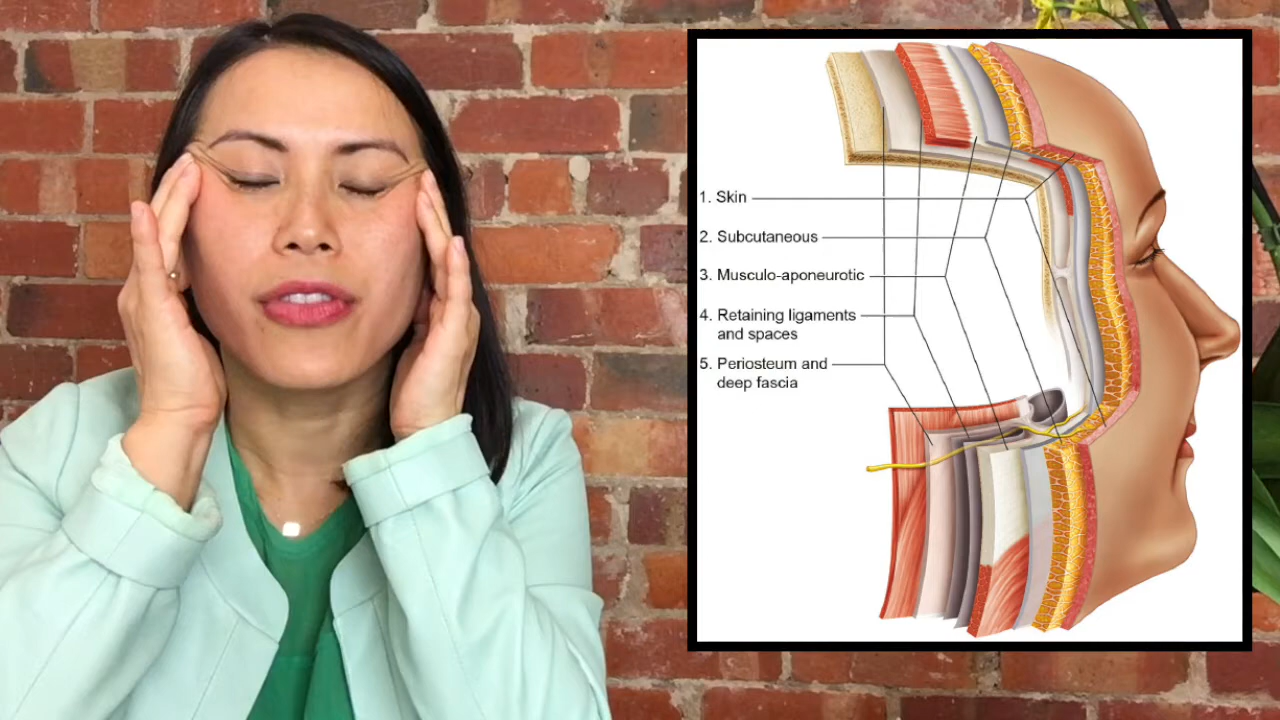 1. Skin
2. Subcutaneous
3. Musculo-aponeurotic
4. Retaining ligaments
and spaces
5. Periosteum and
deep fascia